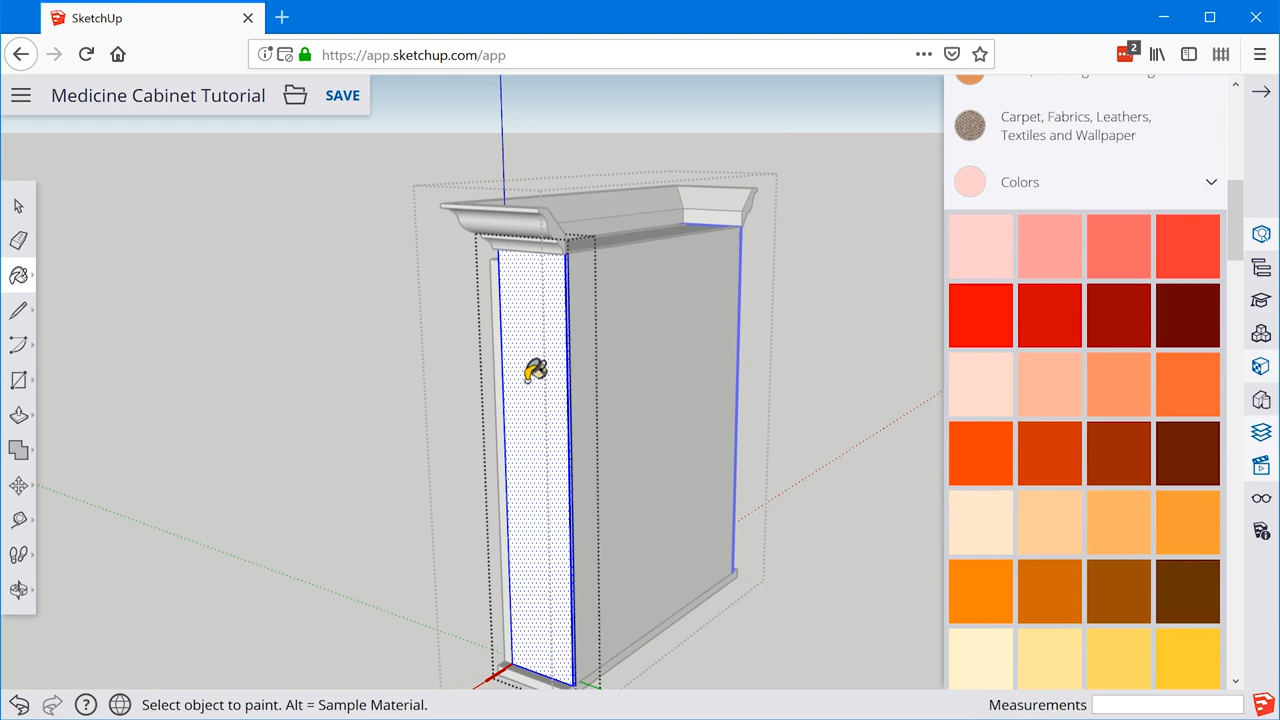 SketchUp
https://app.sketchup.com/app
2
Medicine Cabinet Tutorial
SAVE
Carpet, Fabrics, Leathers,
Textiles and Wallpaper
Colors
Select object to paint. Alt = Sample Material.
Measurements